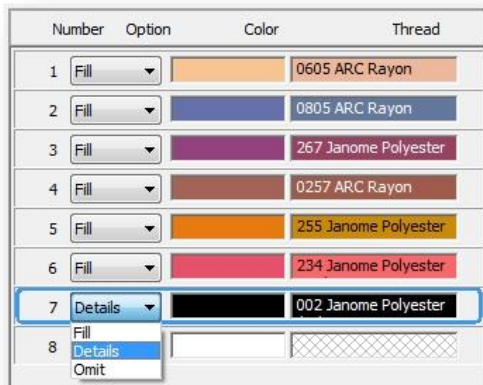 Number Option Color Thread
1 Fill 0605 ARC Rayon
2 Fill 0805 ARC Rayon
3 Fill 267 Janome Polyester
4 Fill 0257 ARC Rayon
5 Fill 255 Janome Polyester
6 Fill 234 Janome Polyester
7 Details 002 Janome Polyester
Fill
8 Details
Omit